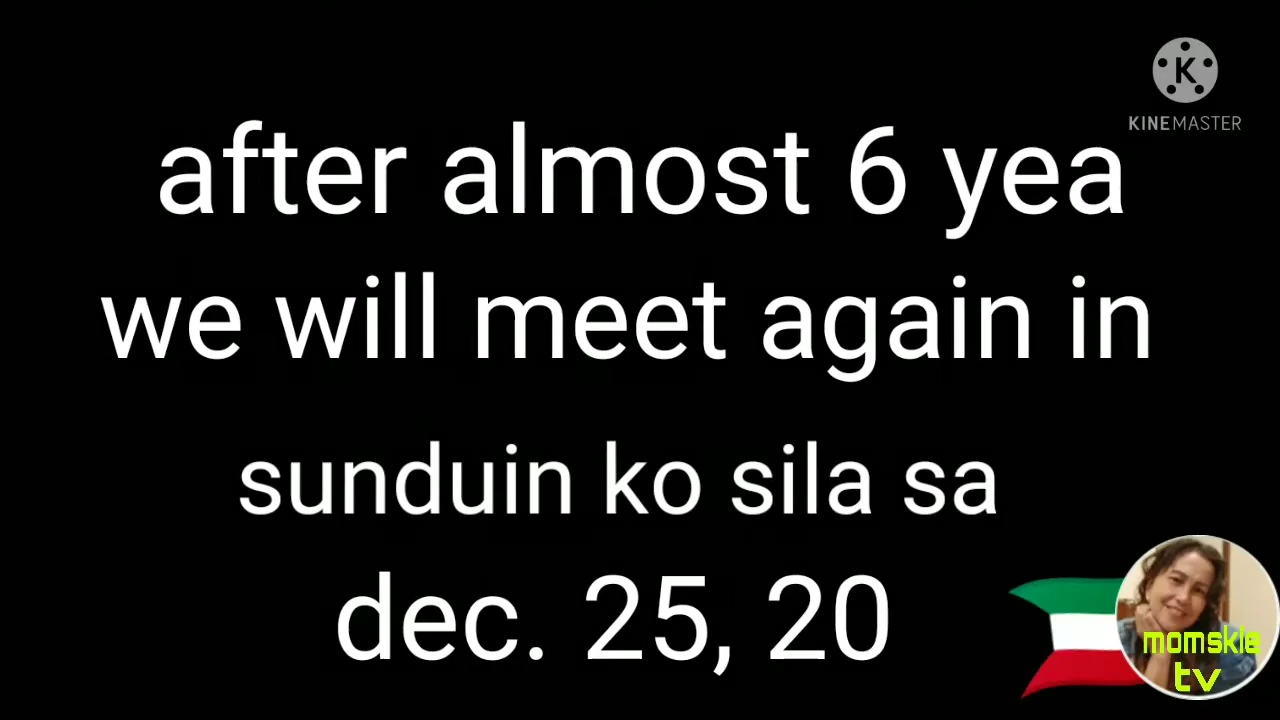 KINEMASTER
after almost 6 yea
we will meet again in
sunduin ko sila sa
dec. 25, 20
momskie
tv